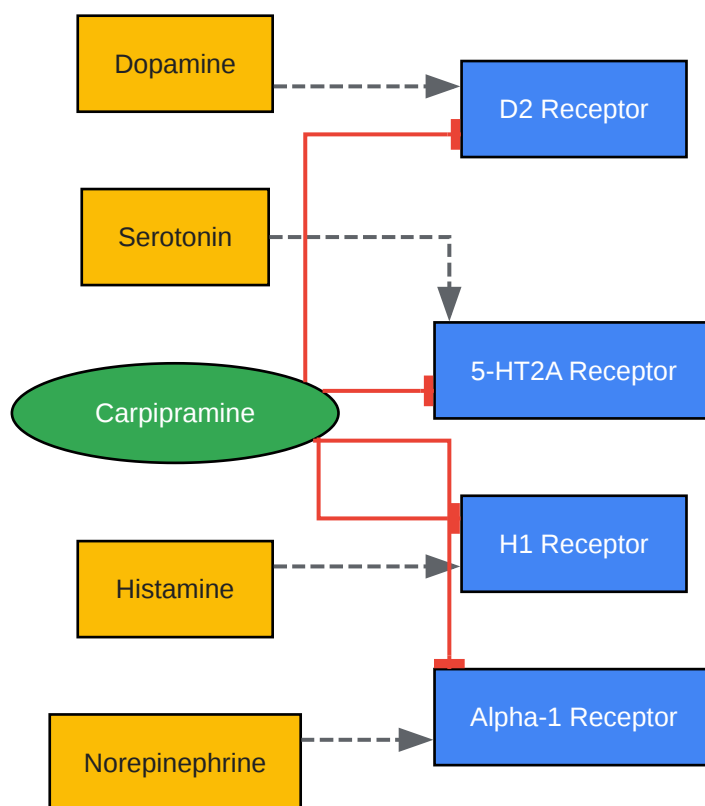 Dopamine
D2 Receptor
Serotonin
5-HT2A Receptor
Carpipramine
H1 Receptor
Histamine
Alpha-1 Receptor
Norepinephrine